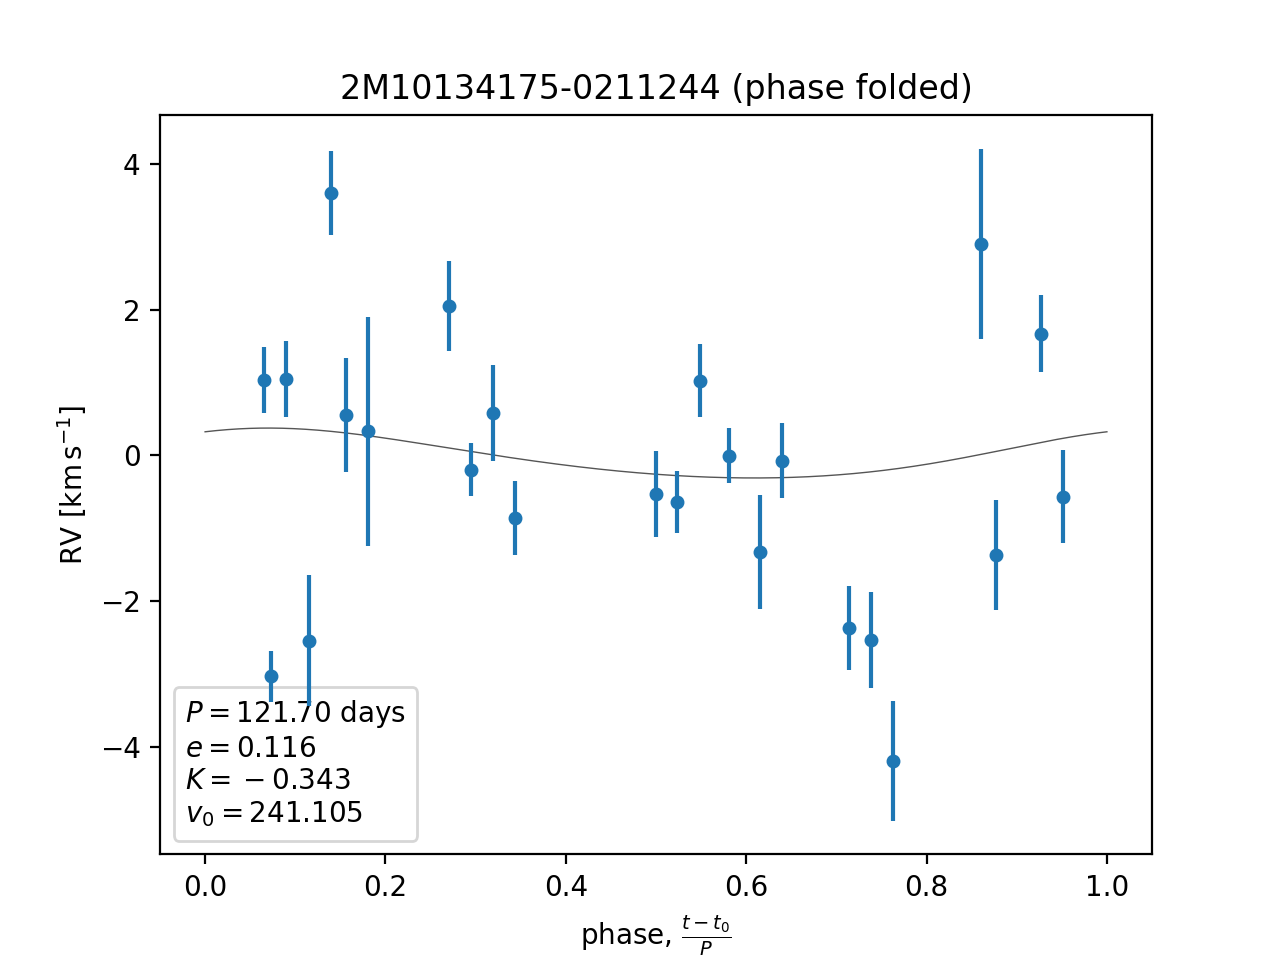 2M10134175-0211244 (phase folded)
4
2
0
−2
−4
RV [km s⁻¹]
P = 121.70 days
e = 0.116
K = −0.343
v₀ = 241.105
0.0 0.2 0.4 0.6 0.8 1.0
phase, (t − t₀)/P